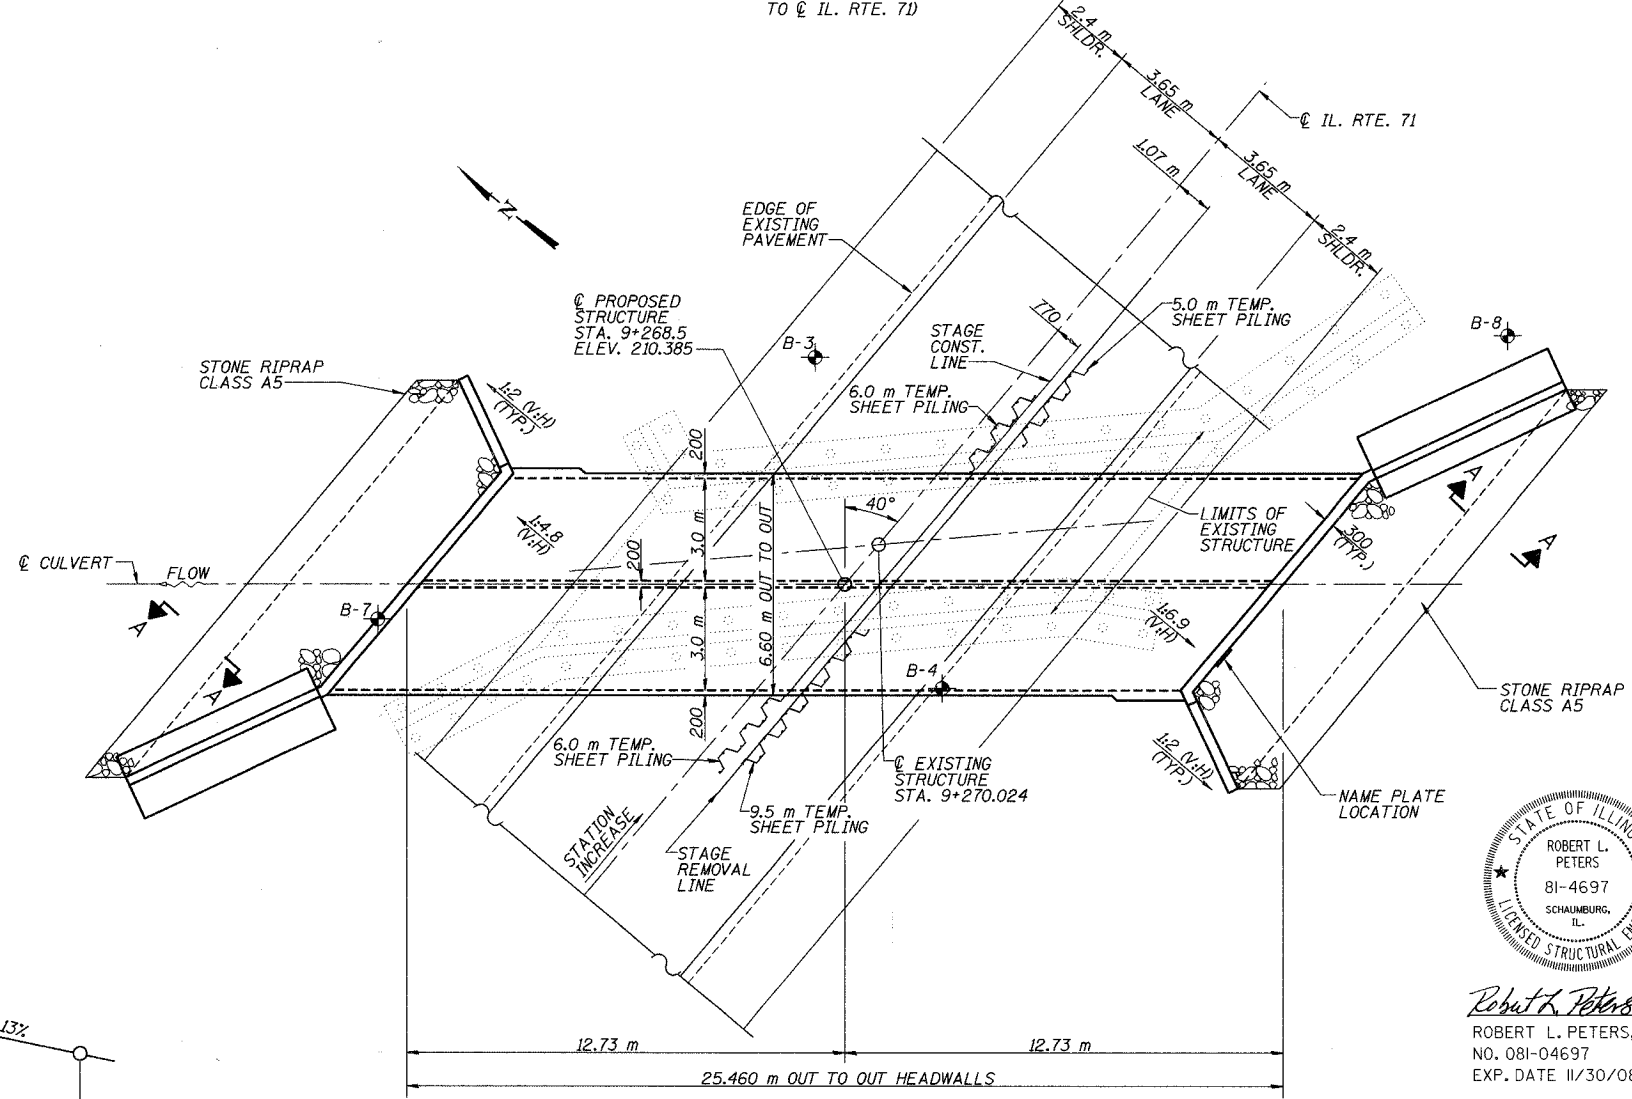 TO ℄ IL. RTE. 71)
2.4 m
SHLDR.
3.65 m
LANE
℄ IL. RTE. 71
1.07 m
3.65 m
LANE
2.4 m
SHLDR.
N
EDGE OF
EXISTING
PAVEMENT
℄ PROPOSED
STRUCTURE
STA. 9+268.5
ELEV. 210.385
B-3
STAGE
CONST.
LINE
770
5.0 m TEMP.
SHEET PILING
B-8
STONE RIPRAP
CLASS A5
1:2 (V:H)
(TYP.)
6.0 m TEMP.
SHEET PILING
200
40°
A
1:4.8
(V:H)
200
3.0 m
6.60 m OUT TO OUT
LIMITS OF
EXISTING
STRUCTURE
300
(TYP.)
A
℄ CULVERT
FLOW
B-7
A
A
3.0 m
1:6.9
(V:H)
B-4
200
STONE RIPRAP
CLASS A5
6.0 m TEMP.
SHEET PILING
℄ EXISTING
STRUCTURE
STA. 9+270.024
1:2 (V:H)
(TYP.)
NAME PLATE
LOCATION
9.5 m TEMP.
SHEET PILING
STATION
INCREASE
STAGE
REMOVAL
LINE
STATE OF ILLINO
ROBERT L.
PETERS
81-4697
SCHAUMBURG,
IL.
LICENSED STRUCTURAL EN
Robert L. Peters
ROBERT L. PETERS,
NO. 081-04697
EXP. DATE 11/30/08
13%
12.73 m
12.73 m
25.460 m OUT TO OUT HEADWALLS